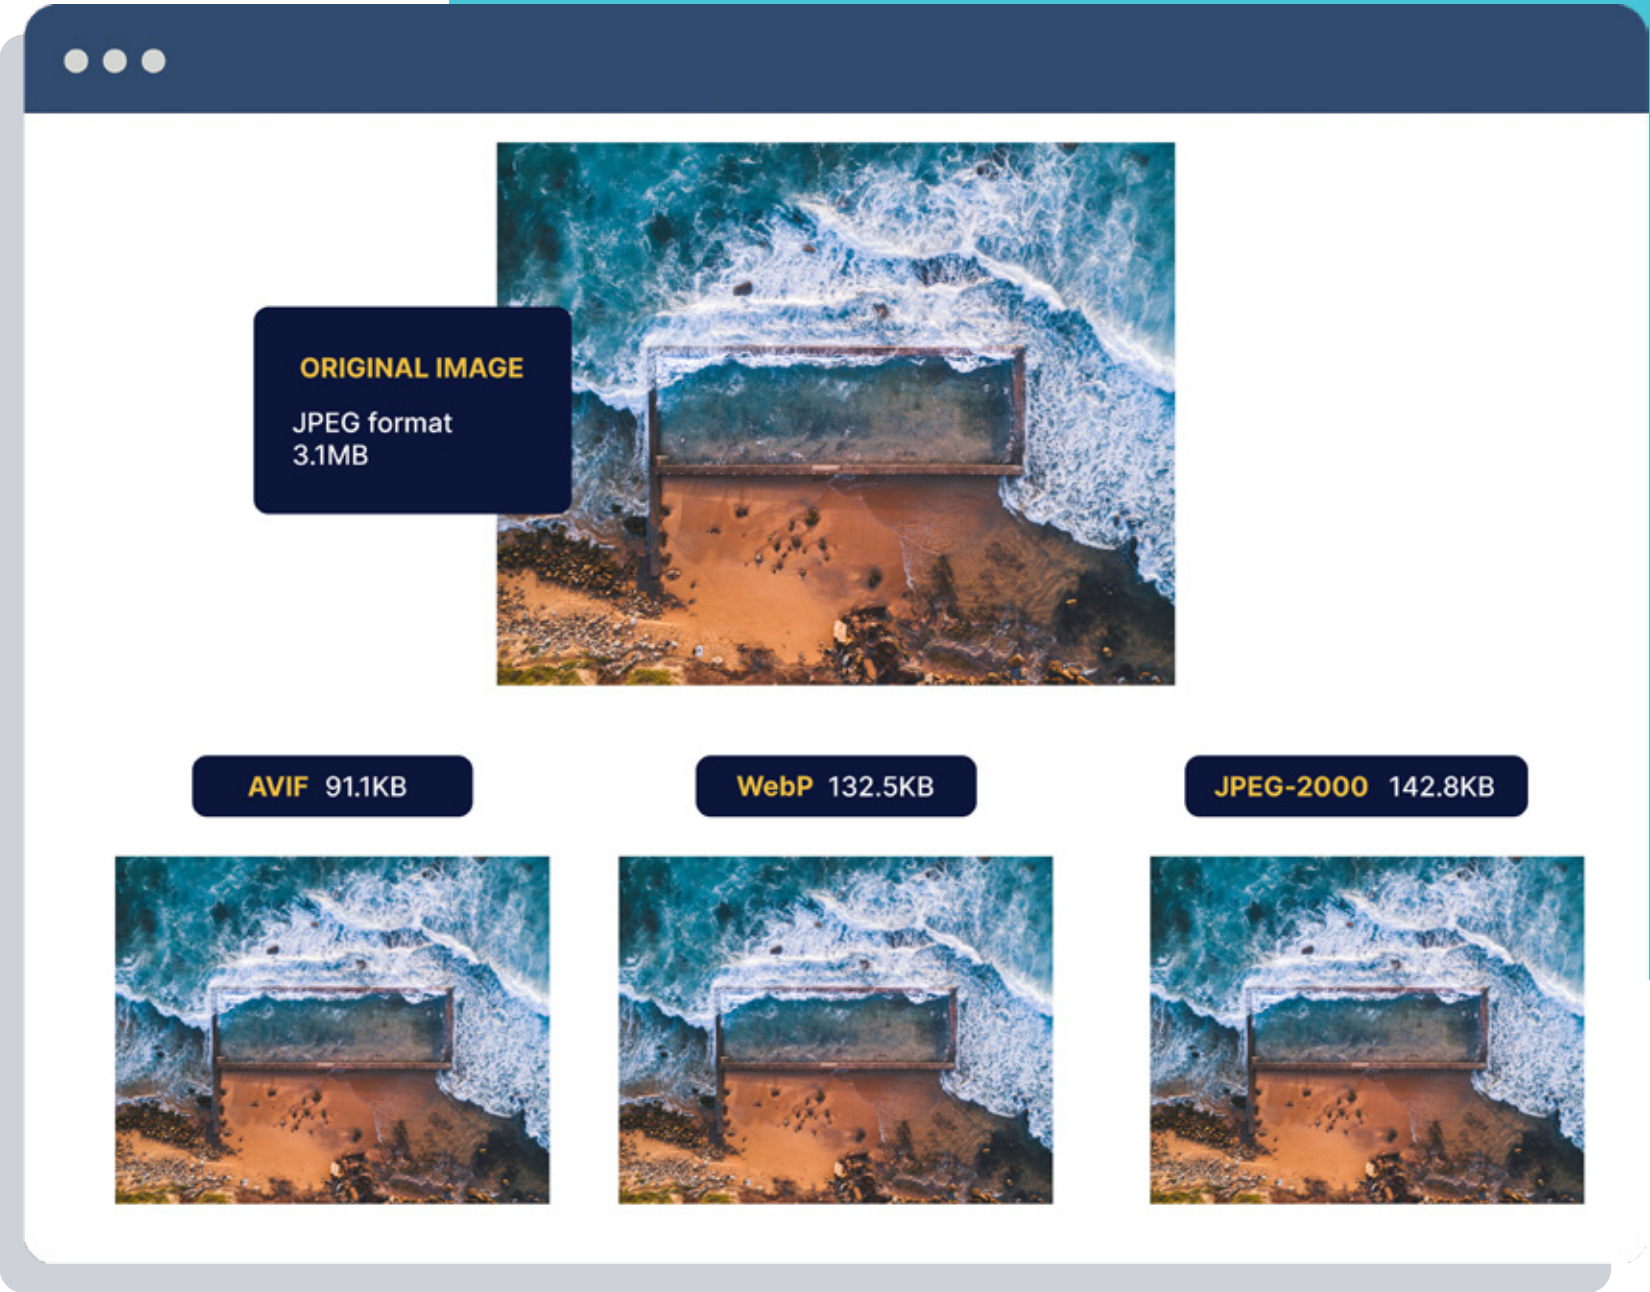 ORIGINAL IMAGE
JPEG format
3.1MB
AVIF 91.1KB
WebP 132.5KB
JPEG-2000 142.8KB